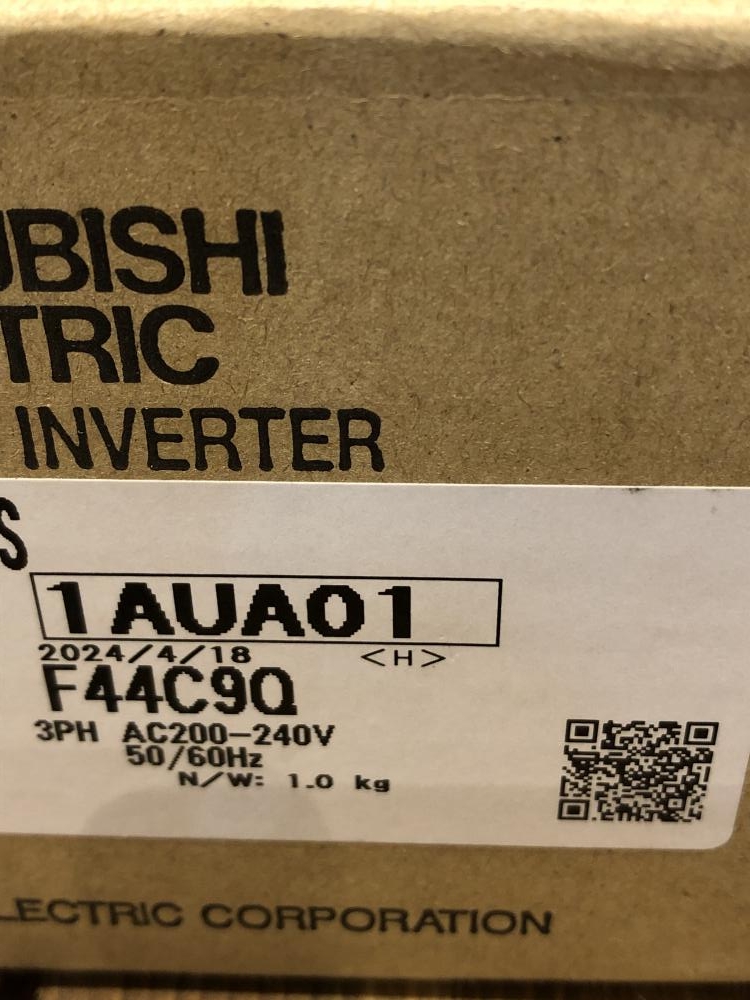 UBISHI
TRIC
INVERTER
S
1AUA01
2024/4/18 <H>
F44C9Q
3PH AC200-240V
50/60Hz
N/W: 1.0 kg
LECTRIC CORPORATION